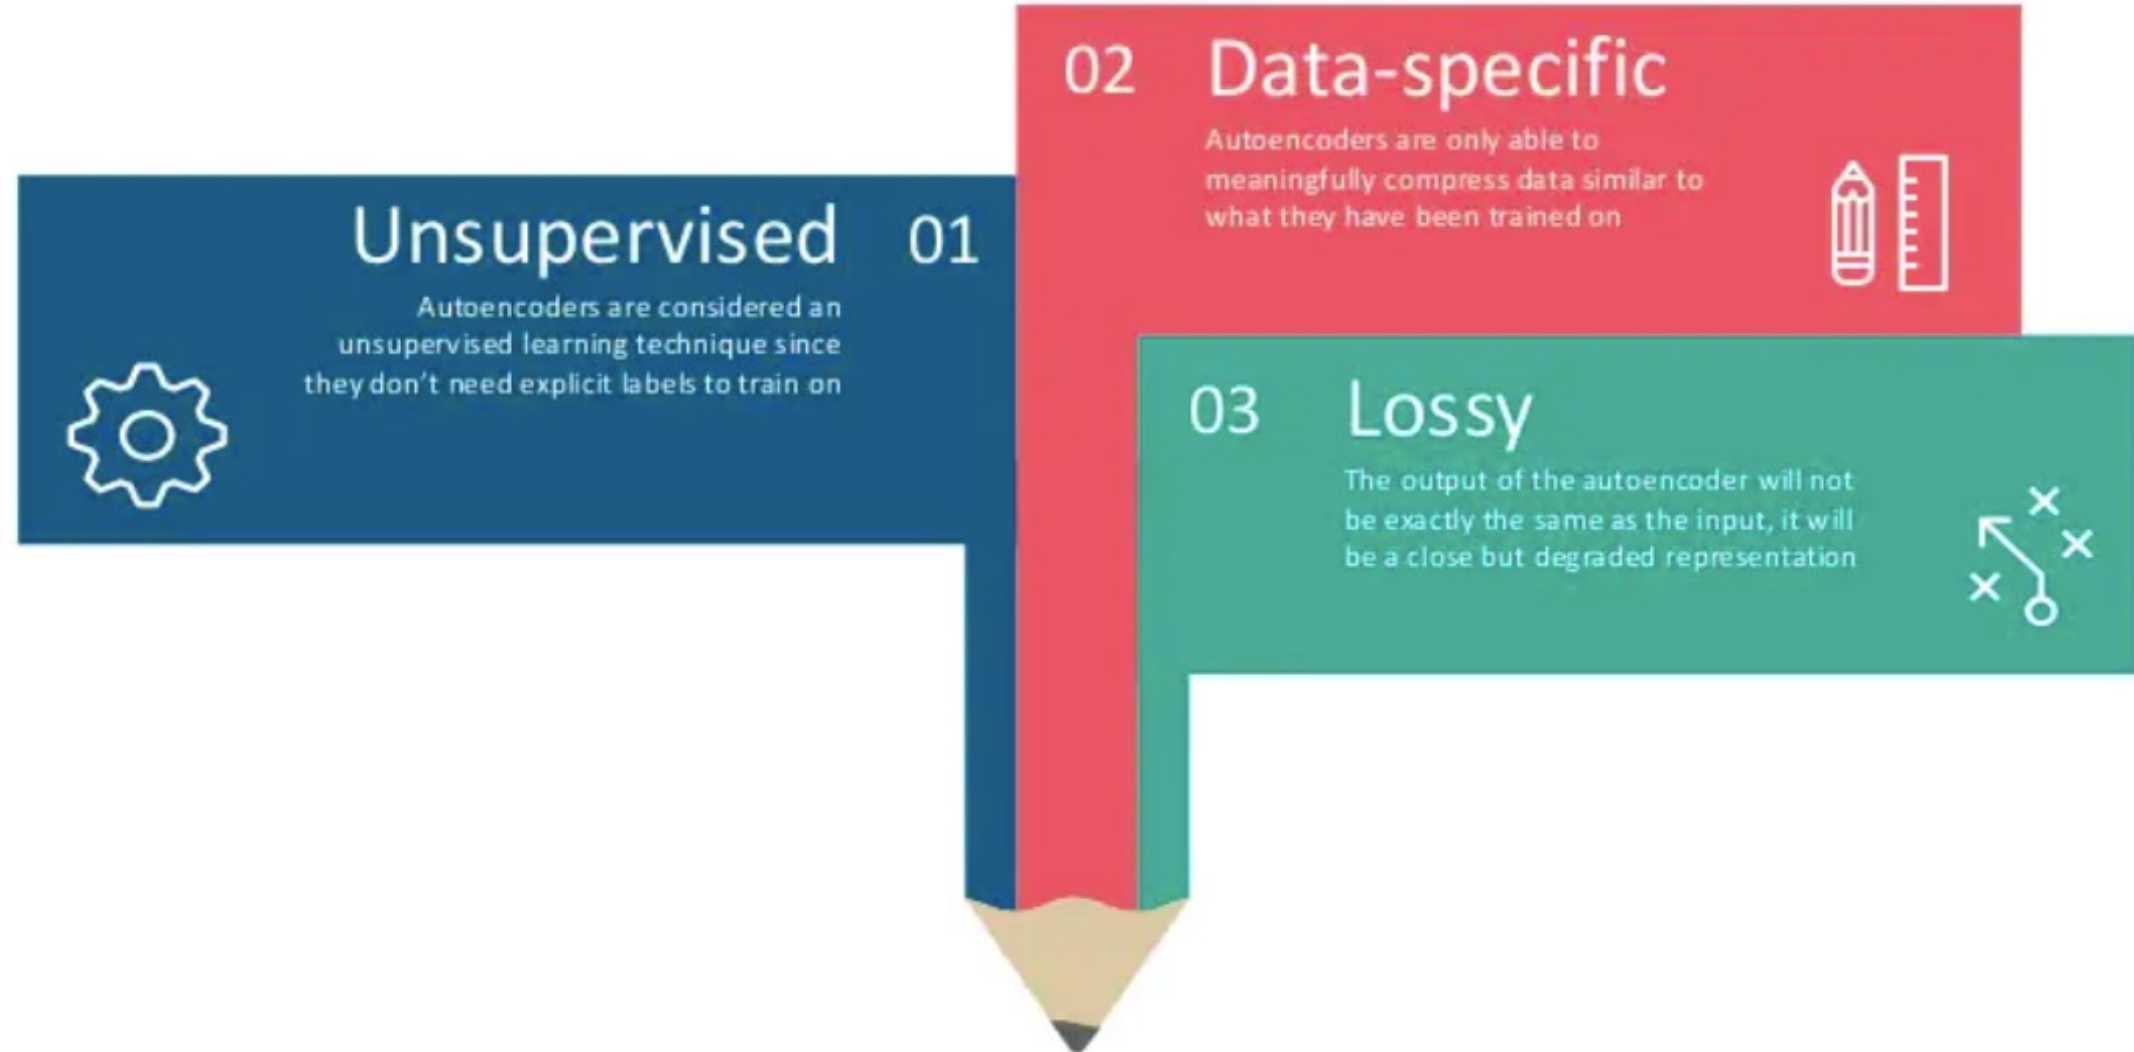 Unsupervised 01
Autoencoders are considered an
unsupervised learning technique since
they don't need explicit labels to train on
02 Data-specific
Autoencoders are only able to
meaningfully compress data similar to
what they have been trained on
03 Lossy
The output of the autoencoder will not
be exactly the same as the input, it will
be a close but degraded representation